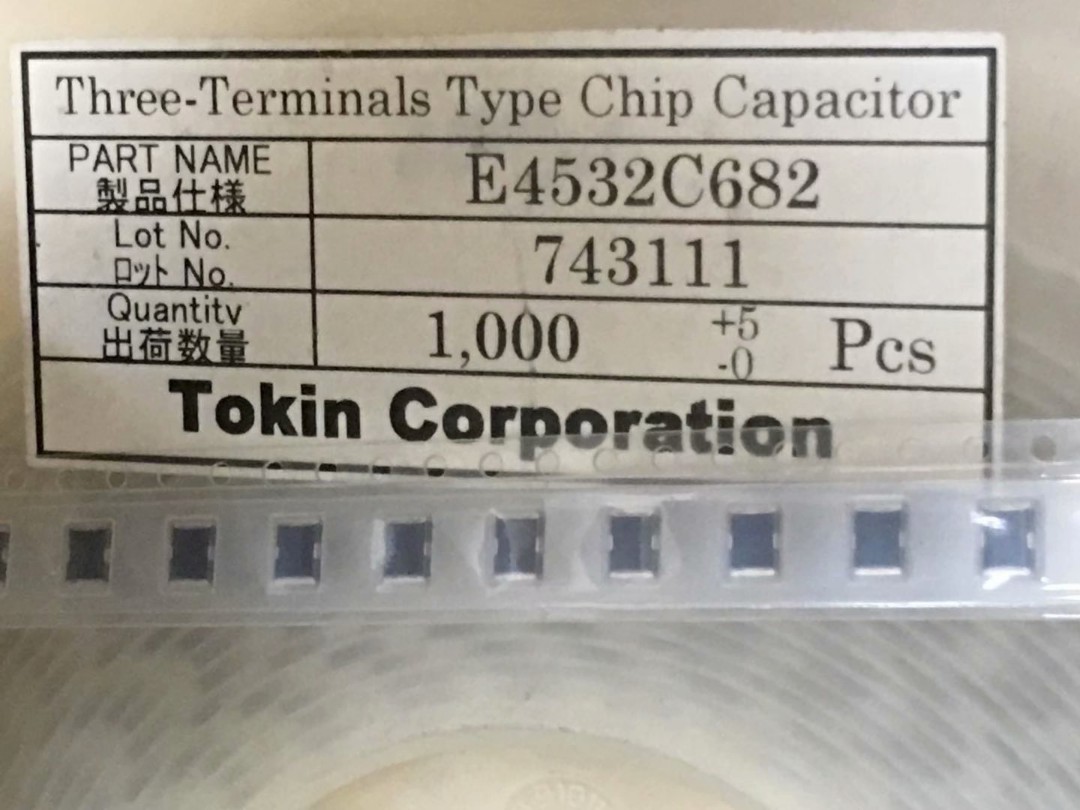 Three-Terminals Type Chip Capacitor
PART NAME
製品仕様
E4532C682
Lot No.
ロット No.
743111
Quantity
出荷数量
1,000 +5 -0 Pcs
Tokin Corporation